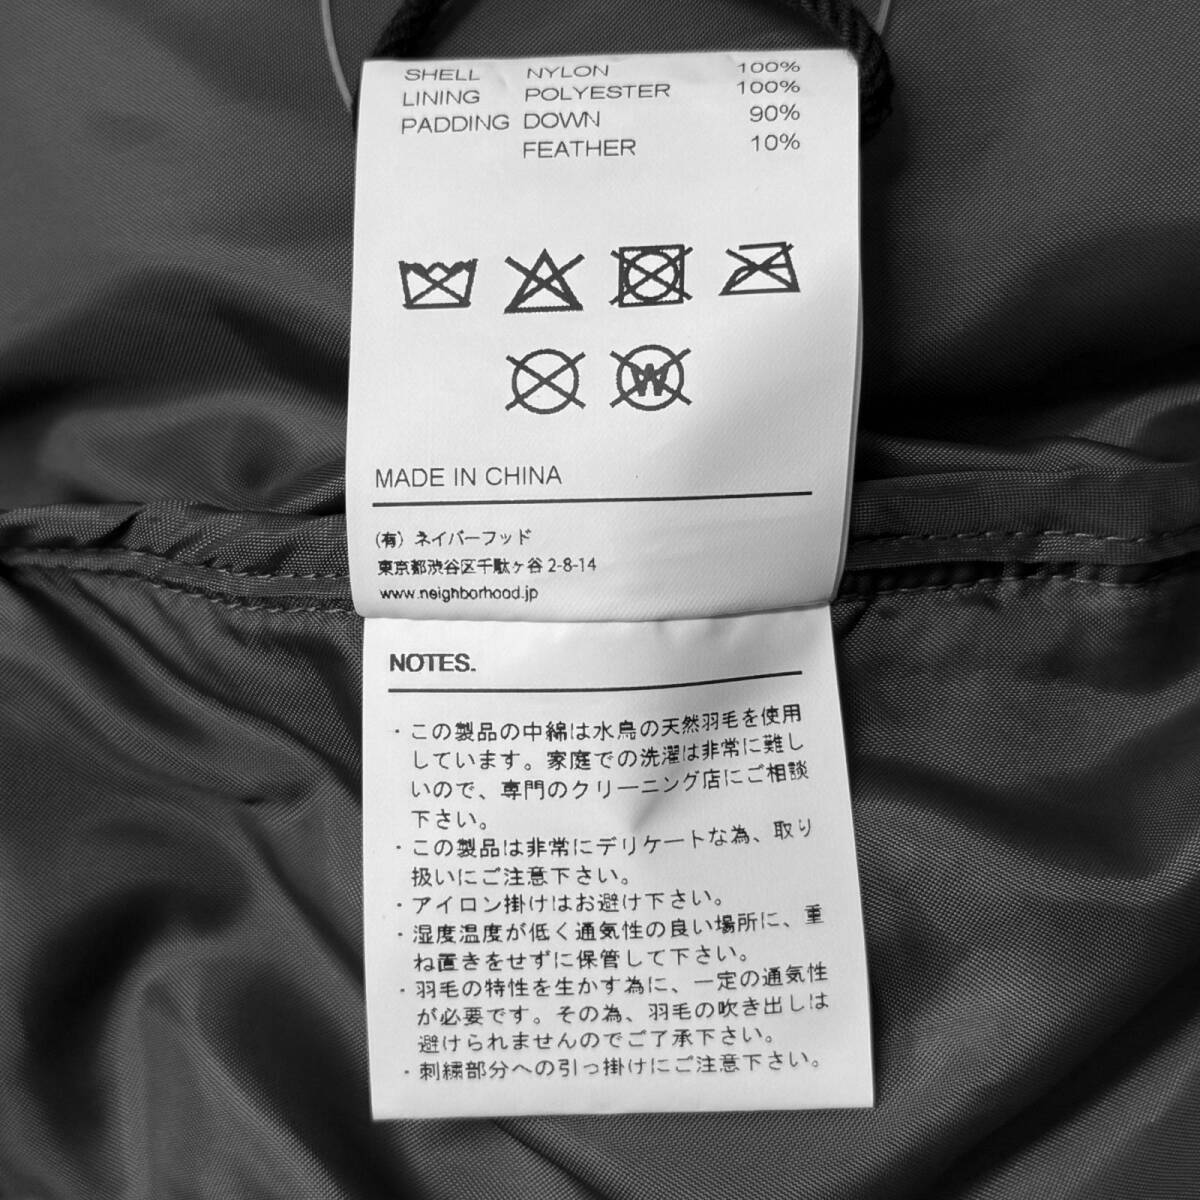 SHELL NYLON 100%
LINING POLYESTER 100%
PADDING DOWN 90%
FEATHER 10%
W
MADE IN CHINA
(有) ネイバーフッド
東京都渋谷区千駄ヶ谷 2-8-14
www.neighborhood.jp
NOTES.
・この製品の中綿は水鳥の天然羽毛を使用
しています。家庭での洗濯は非常に難し
いので、専門のクリーニング店にご相談
下さい。
・この製品は非常にデリケートな為、取り
扱いにご注意下さい。
・アイロン掛けはお避け下さい。
・湿度温度が低く通気性の良い場所に、重
ね置きをせずに保管して下さい。
・羽毛の特性を生かす為に、一定の通気性
が必要です。その為、羽毛の吹き出しは
避けられませんのでご了承下さい。
・刺繍部分への引っ掛けにご注意下さい。